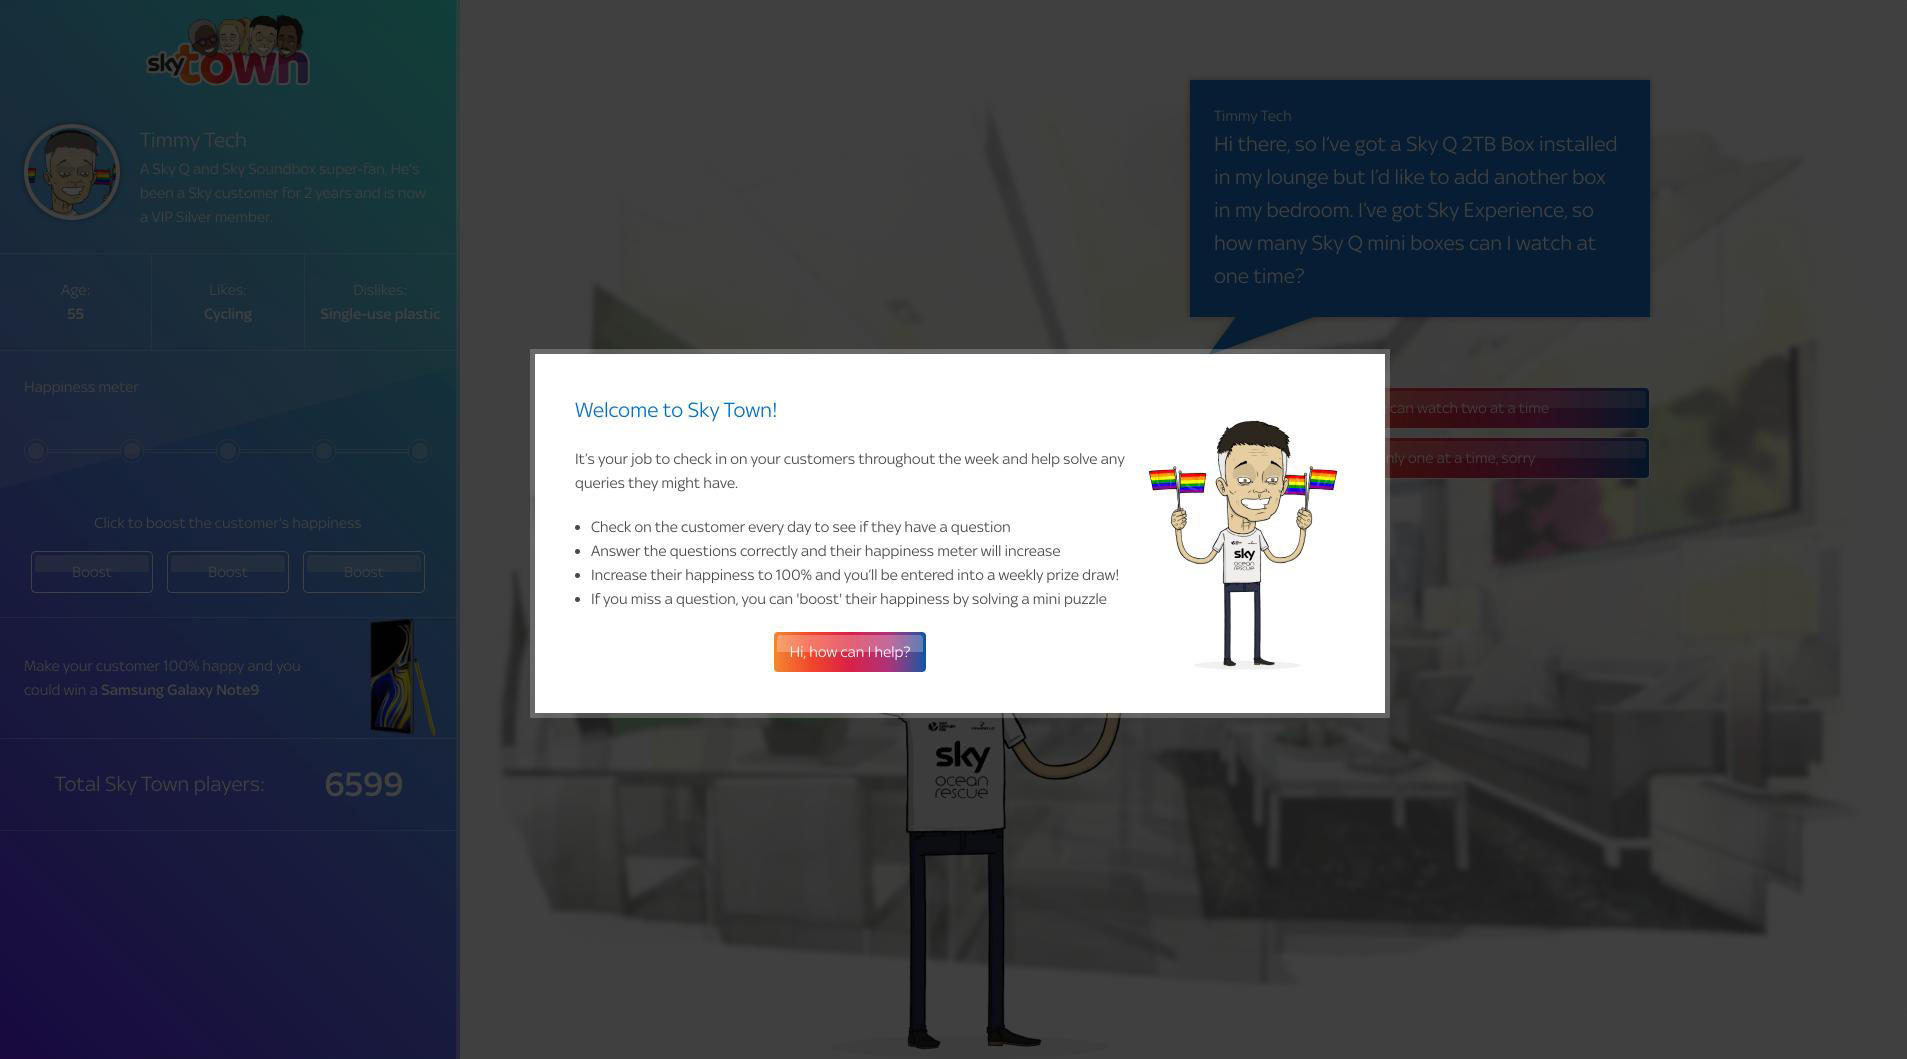 sky town
Timmy Tech
A Sky Q and Sky Soundbox super-fan. He's
been a Sky customer for 2 years and is now
a VIP Silver member.
Age:
55
Likes:
Cycling
Dislikes:
Single-use plastic
Happiness meter
Click to boost the customer's happiness
Boost
Boost
Boost
Make your customer 100% happy and you
could win a Samsung Galaxy Note9
Total Sky Town players:
6599
Timmy Tech
Hi there, so I've got a Sky Q 2TB Box installed
in my lounge but I'd like to add another box
in my bedroom. I've got Sky Experience, so
how many Sky Q mini boxes can I watch at
one time?
can watch two at a time
one at a time, sorry
Welcome to Sky Town!
It's your job to check in on your customers throughout the week and help solve any
queries they might have.
• Check on the customer every day to see if they have a question
• Answer the questions correctly and their happiness meter will increase
• Increase their happiness to 100% and you'll be entered into a weekly prize draw!
• If you miss a question, you can 'boost' their happiness by solving a mini puzzle
Hi, how can I help?
sky
ocean
rescue
sky
ocean
rescue